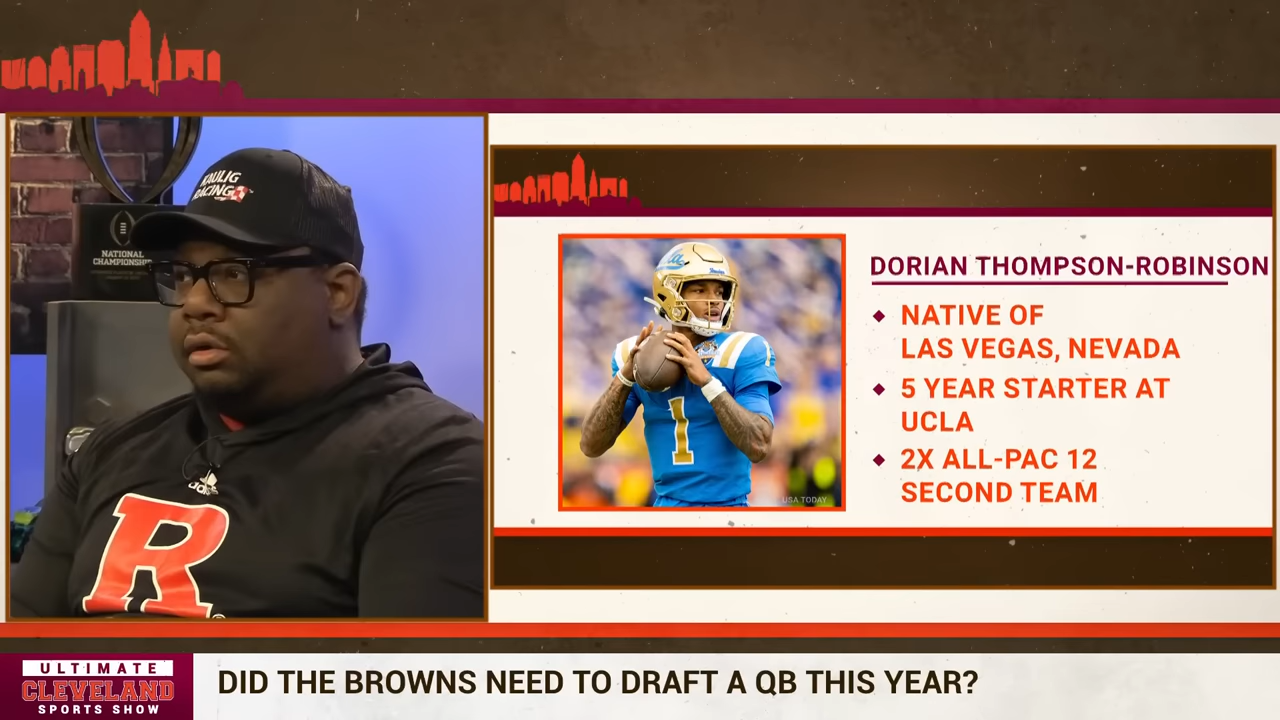 KAULIG
RACING
NATIONAL
CHAMPIONSHIP
adidas
R
DORIAN THOMPSON-ROBINSON
NATIVE OF
LAS VEGAS, NEVADA
5 YEAR STARTER AT
UCLA
2X ALL-PAC 12
SECOND TEAM
1
USA TODAY
ULTIMATE
CLEVELAND
SPORTS SHOW
DID THE BROWNS NEED TO DRAFT A QB THIS YEAR?